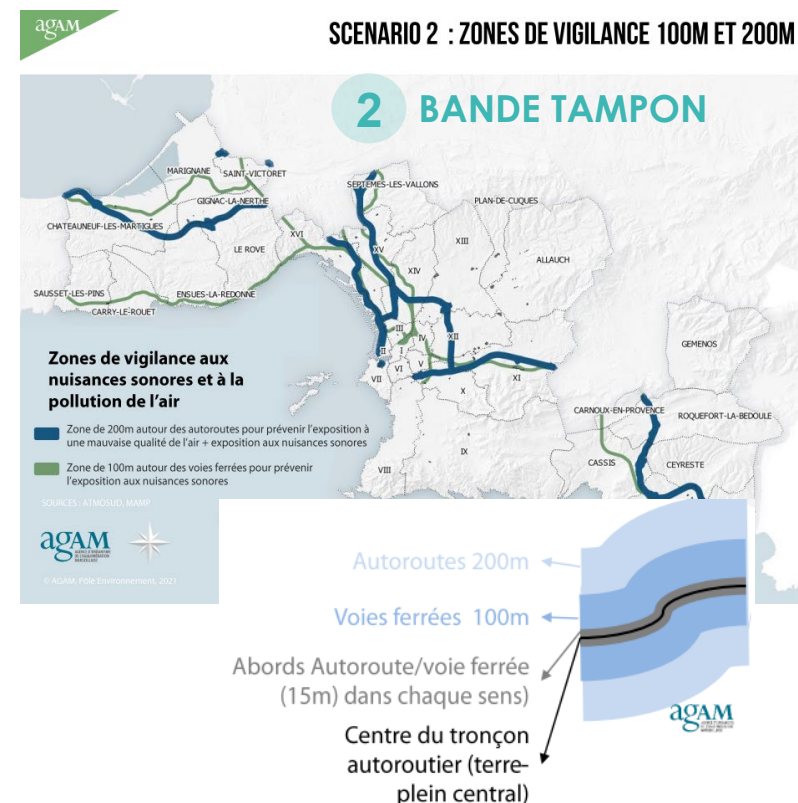 agAM
SCENARIO 2 : ZONES DE VIGILANCE 100M ET 200M
2 BANDE TAMPON
MARIGNANE
SAINT-VICTORET
SEPTEMES-LES-VALLONS
GIGNAC-LA-NERTHE
PLAN-DE-CUQUES
CHATEAUNEUF-LES-MARTIGUES
XVI
XV
XIII
LE ROVE
XIV
ALLAUCH
SAUSSET-LES-PINS
ENSUES-LA-REDONNE
CARRY-LE-ROUET
III
IV
XII
II
I
V
VI
VII
X
XI
GEMENOS
Zones de vigilance aux
nuisances sonores et à la
pollution de l'air
CARNOUX-EN-PROVENCE
ROQUEFORT-LA-BEDOULE
Zone de 200m autour des autoroutes pour prévenir l'exposition à
une mauvaise qualité de l'air + exposition aux nuisances sonores
IX
VIII
CASSIS
CEYRESTE
Zone de 100m autour des voies ferrées pour prévenir
l'exposition aux nuisances sonores
SOURCES : ATMOSUD, MAMP
agAM
© AGAM, Pôle Environnement, 2021
Autoroutes 200m
Voies ferrées 100m
Abords Autoroute/voie ferrée
(15m) dans chaque sens)
agAM
Centre du tronçon
autoroutier (terre-
plein central)